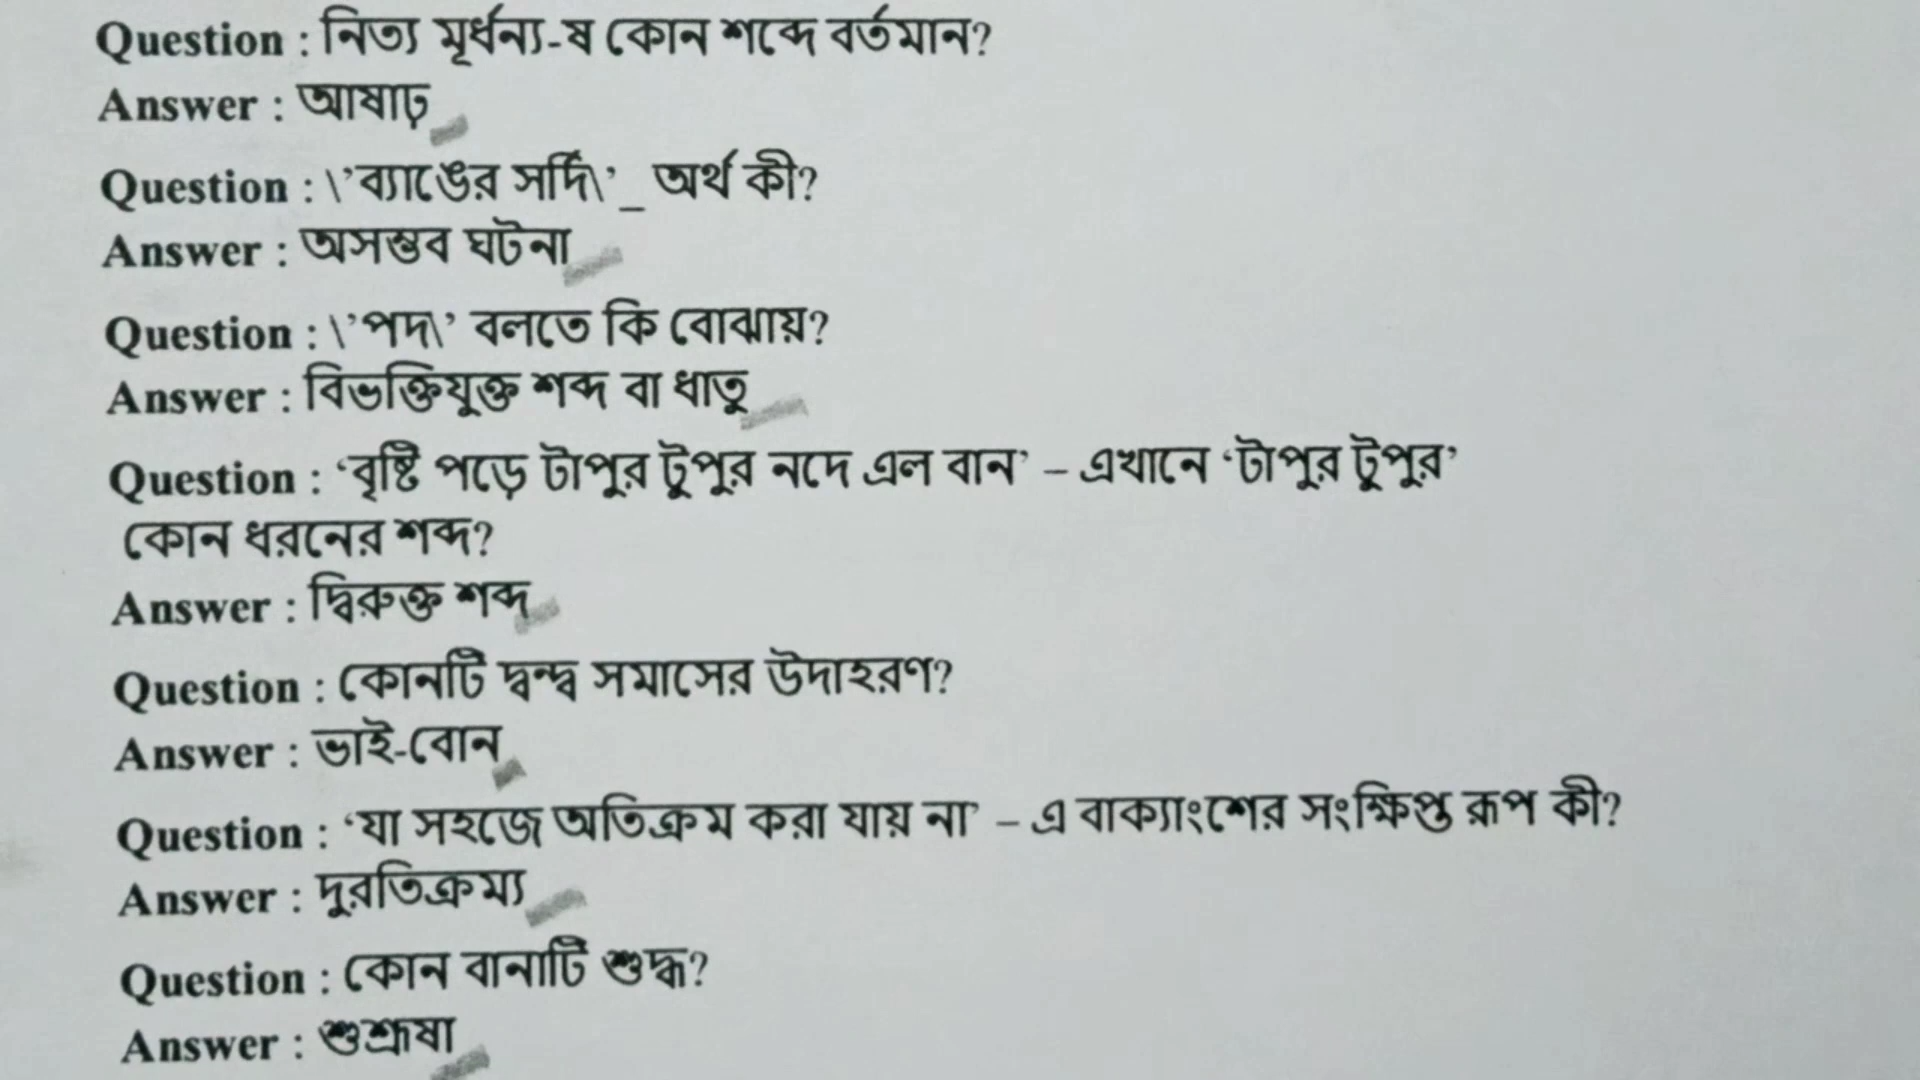 Question : নিত্য মূর্ধন্য-ষ কোন শব্দে বর্তমান?
Answer : আষাঢ়
Question : \’ব্যাঙের সর্দি\’_ অর্থ কী?
Answer : অসম্ভব ঘটনা
Question : \’পদ\’ বলতে কি বোঝায়?
Answer : বিভক্তিযুক্ত শব্দ বা ধাতু
Question : ‘বৃষ্টি পড়ে টাপুর টুপুর নদে এল বান’ – এখানে ‘টাপুর টুপুর’
কোন ধরনের শব্দ?
Answer : দ্বিরুক্ত শব্দ
Question : কোনটি দ্বন্দ্ব সমাসের উদাহরণ?
Answer : ভাই-বোন
Question : ‘যা সহজে অতিক্রম করা যায় না’ – এ বাক্যাংশের সংক্ষিপ্ত রূপ কী?
Answer : দুরতিক্রম্য
Question : কোন বানাটি শুদ্ধ?
Answer : শুশ্রূষা